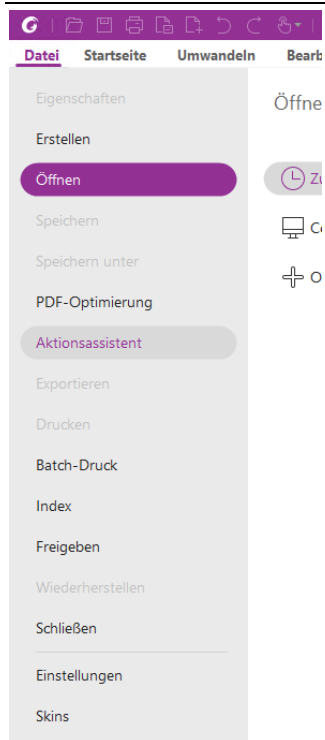 Datei Startseite Umwandeln
Eigenschaften
Erstellen
Öffnen
Speichern
Speichern unter
PDF-Optimierung
Aktionsassistent
Exportieren
Drucken
Batch-Druck
Index
Freigeben
Wiederherstellen
Schließen
Einstellungen
Skins